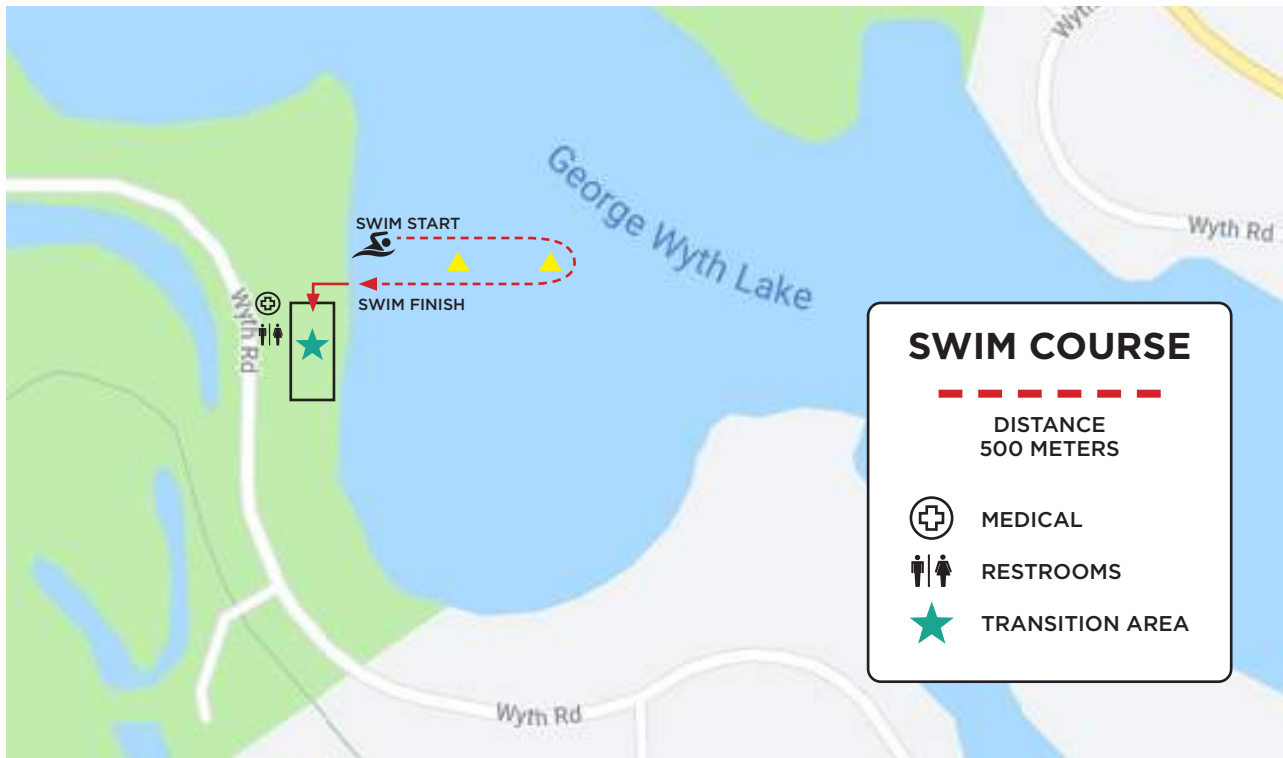 Wyth
George Wyth Lake
SWIM START
Wyth Rd
SWIM FINISH
Wyth Rd
SWIM COURSE
DISTANCE
500 METERS
MEDICAL
RESTROOMS
TRANSITION AREA
Wyth Rd